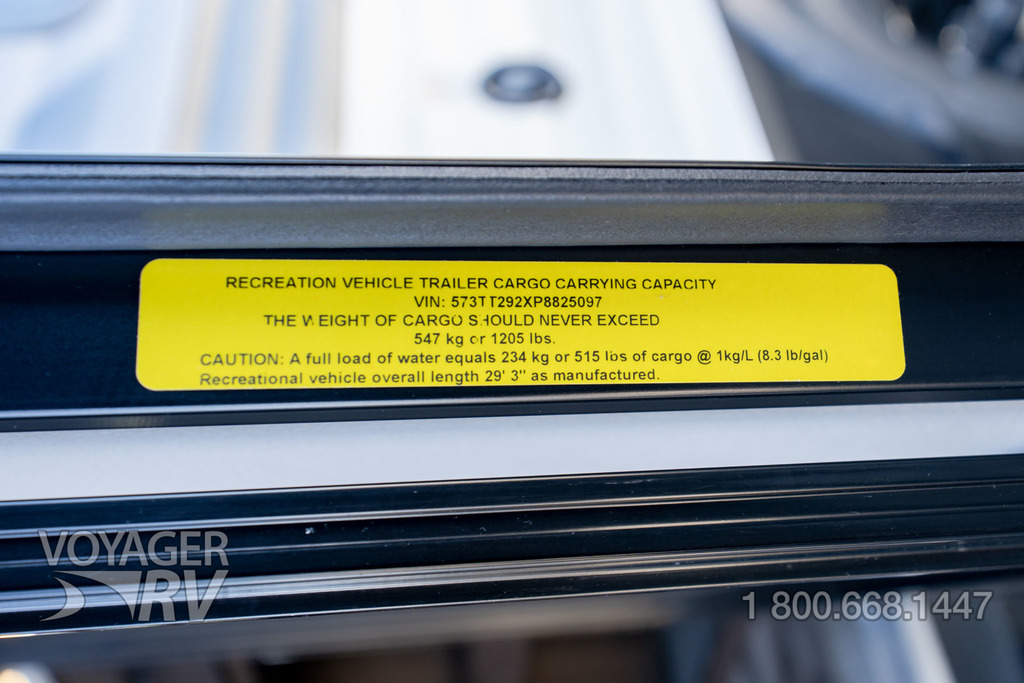 RECREATION VEHICLE TRAILER CARGO CARRYING CAPACITY
VIN: 573TT292XP8825097
THE WEIGHT OF CARGO SHOULD NEVER EXCEED
547 kg or 1205 lbs.
CAUTION: A full load of water equals 234 kg or 515 lbs of cargo @ 1kg/L (8.3 lb/gal)
Recreational vehicle overall length 29' 3" as manufactured.
VOYAGER
RV
1 800.668.1447